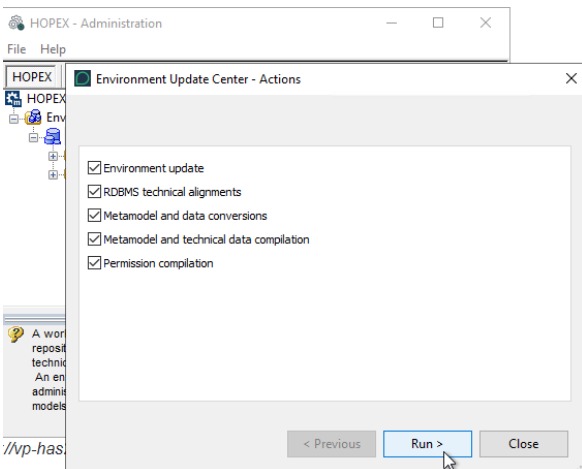 HOPEX - Administration
File Help
HOPEX
Environment Update Center - Actions
HOPEX
Env
Environment update
RDBMS technical alignments
Metamodel and data conversions
Metamodel and technical data compilation
Permission compilation
A wor
reposit
technic
An en
adminis
models
< Previous Run > Close
://vp-has